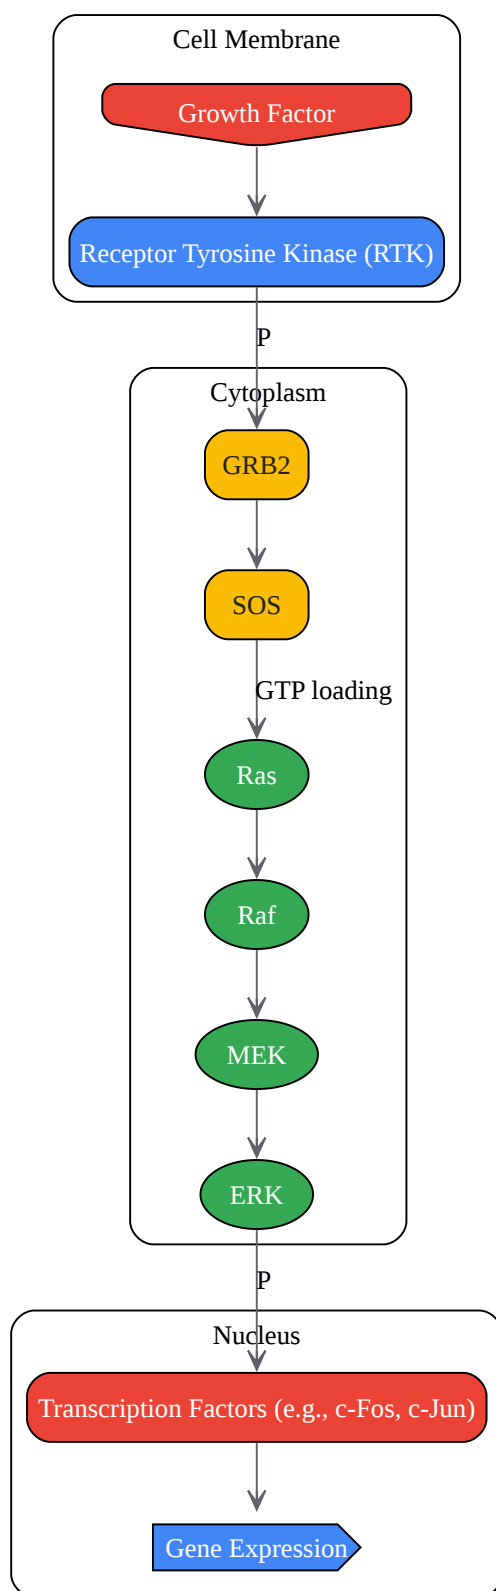 Cell Membrane
Growth Factor
Receptor Tyrosine Kinase (RTK)
P
Cytoplasm
GRB2
SOS
GTP loading
Ras
Raf
MEK
ERK
P
Nucleus
Transcription Factors (e.g., c-Fos, c-Jun)
Gene Expression